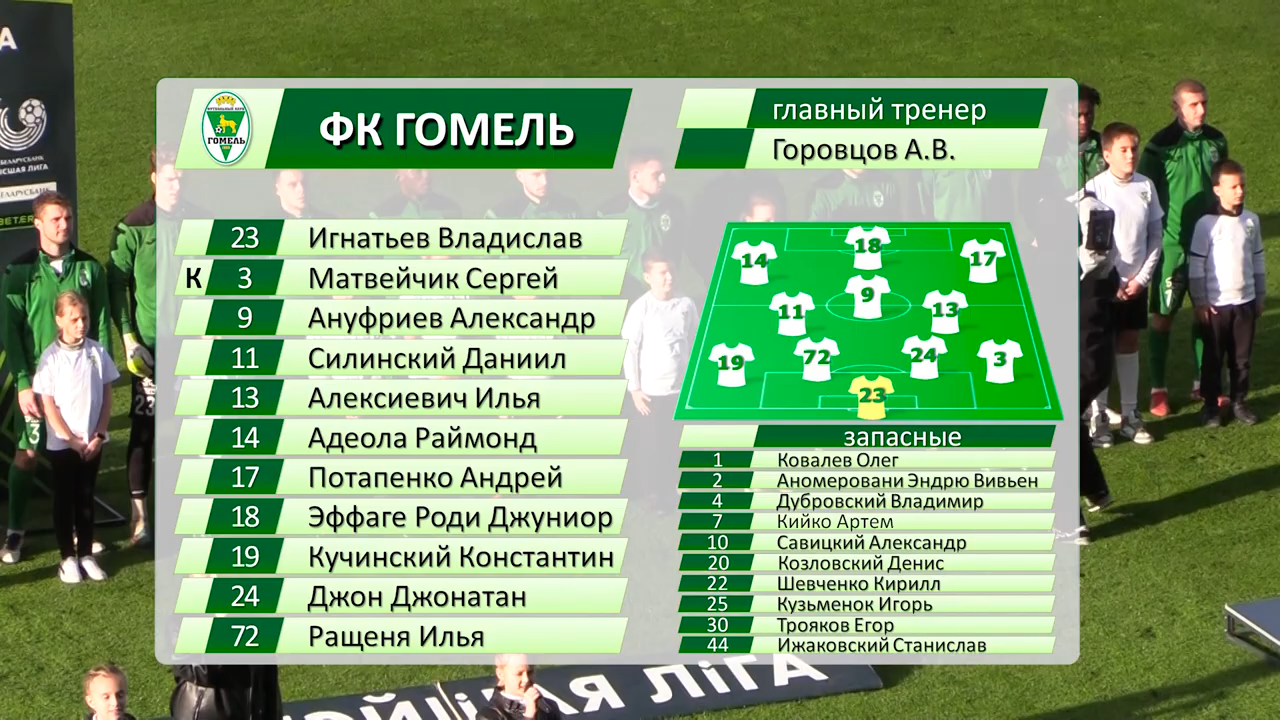 ФК ГОМЕЛЬ
ГОМЕЛЬ
главный тренер
Горовцов А.В.
23 Игнатьев Владислав
К 3 Матвейчик Сергей
9 Ануфриев Александр
11 Силинский Даниил
13 Алексиевич Илья
14 Адеола Раймонд
17 Потапенко Андрей
18 Эффаге Роди Джуниор
19 Кучинский Константин
24 Джон Джонатан
72 Ращеня Илья
14 18 17
11 9 13
19 72 24 3
23
запасные
1 Ковалев Олег
2 Аномеровани Эндрю Вивьен
4 Дубровский Владимир
7 Кийко Артем
10 Савицкий Александр
20 Козловский Денис
22 Шевченко Кирилл
25 Кузьменок Игорь
30 Трояков Егор
44 Ижаковский Станислав
23
3